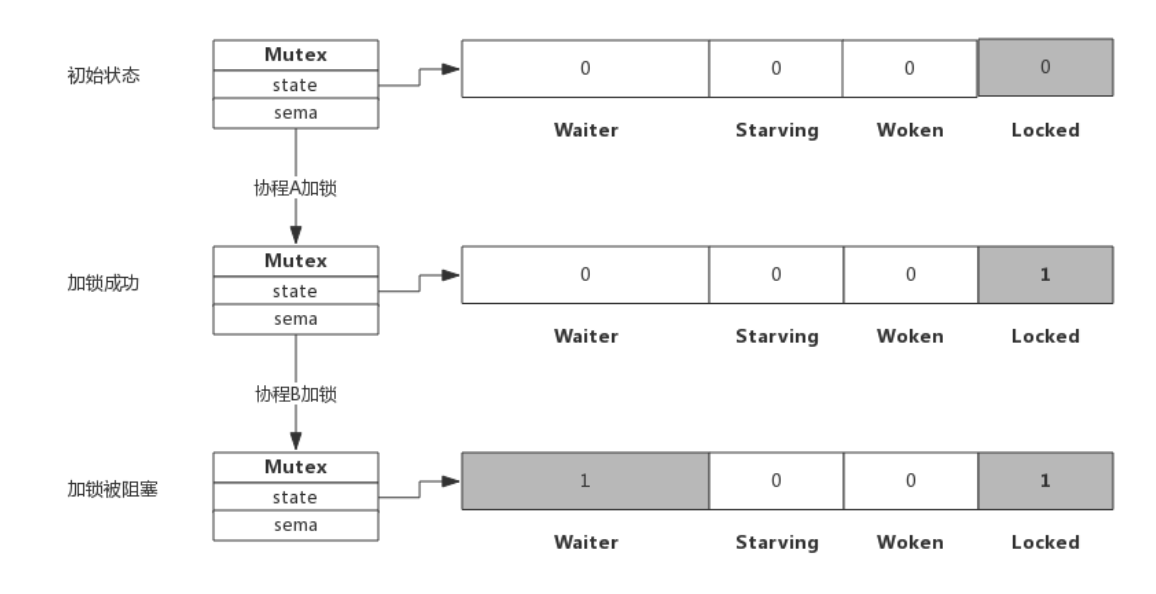 Mutex
初始状态
state
0 0 0 0
sema
Waiter Starving Woken Locked
协程A加锁
Mutex
加锁成功
state
0 0 0 1
sema
Waiter Starving Woken Locked
协程B加锁
Mutex
加锁被阻塞
state
1 0 0 1
sema
Waiter Starving Woken Locked